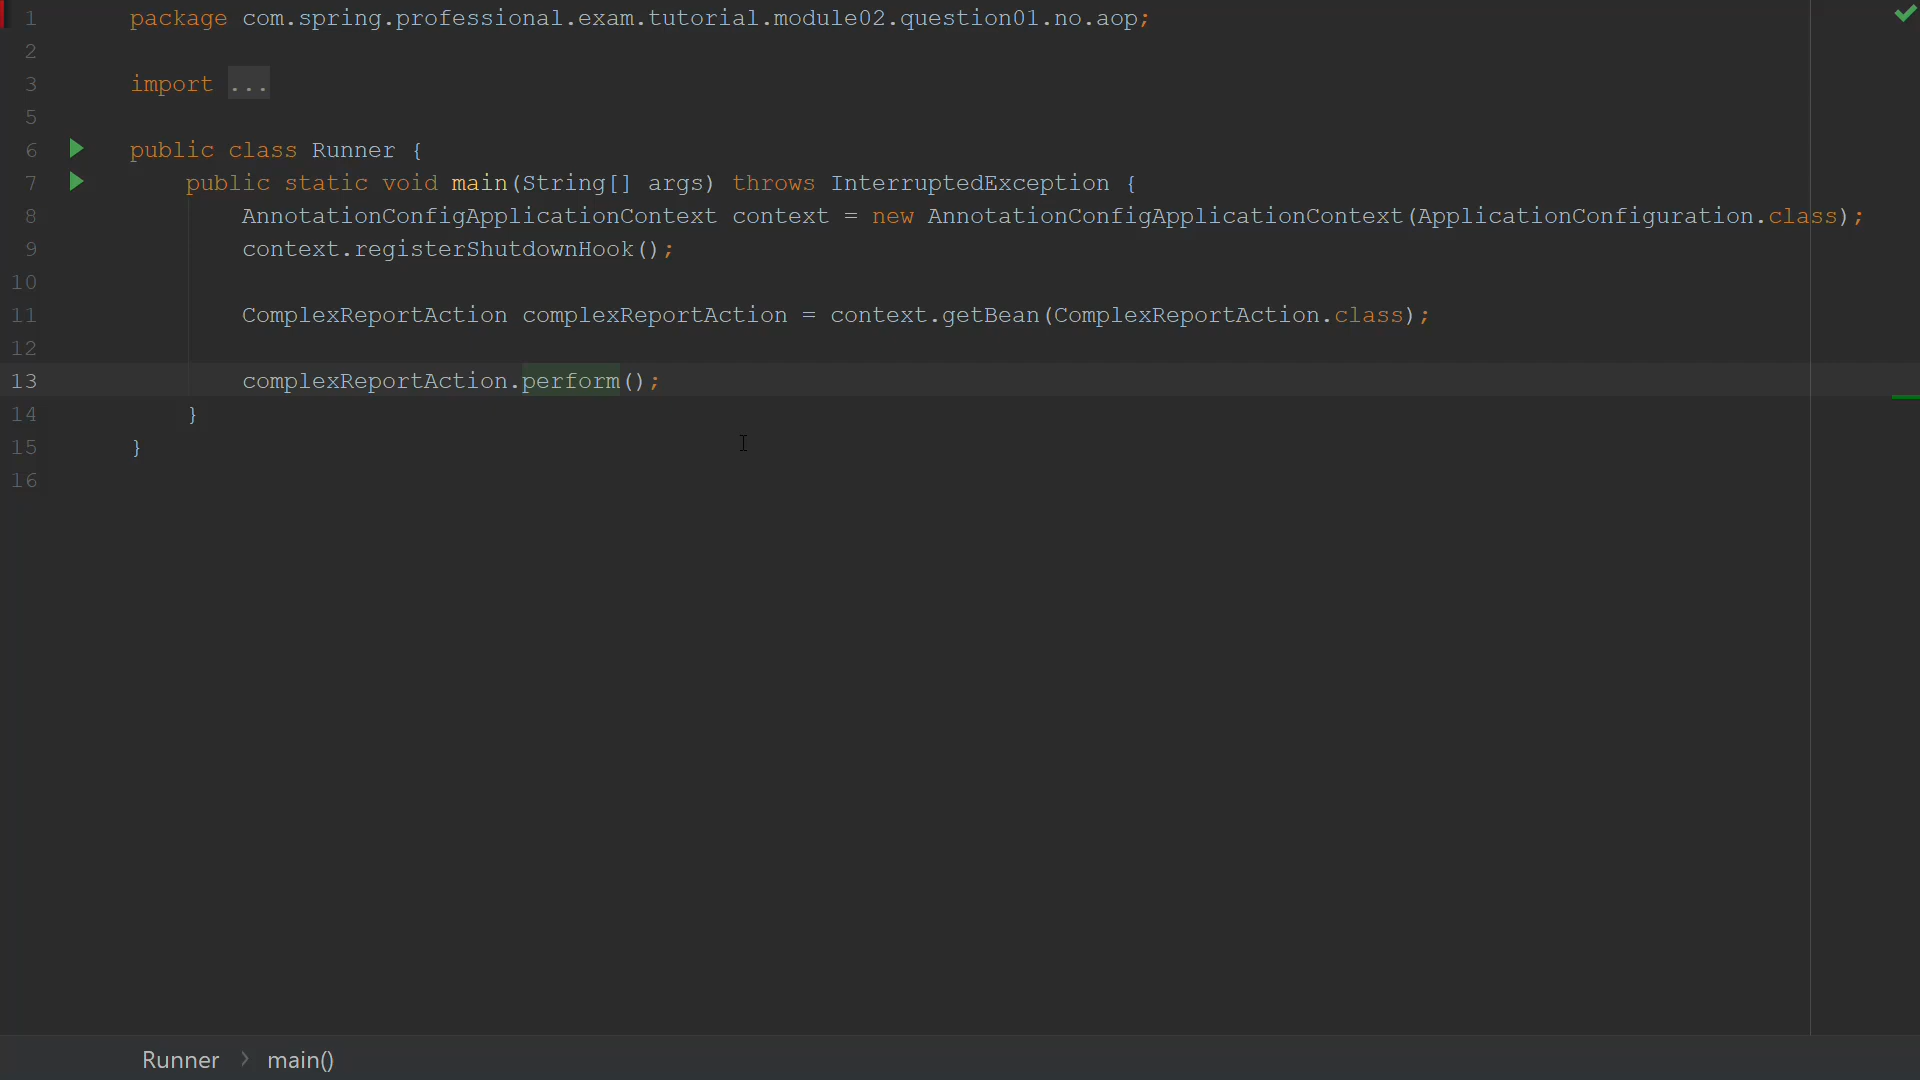 1 package com.spring.professional.exam.tutorial.module02.question01.no.aop;
2
3 import ...
5
6 public class Runner {
7 public static void main(String[] args) throws InterruptedException {
8 AnnotationConfigApplicationContext context = new AnnotationConfigApplicationContext(ApplicationConfiguration.class);
9 context.registerShutdownHook();
10
11 ComplexReportAction complexReportAction = context.getBean(ComplexReportAction.class);
12
13 complexReportAction.perform();
14 }
15 }
16
Runner > main()